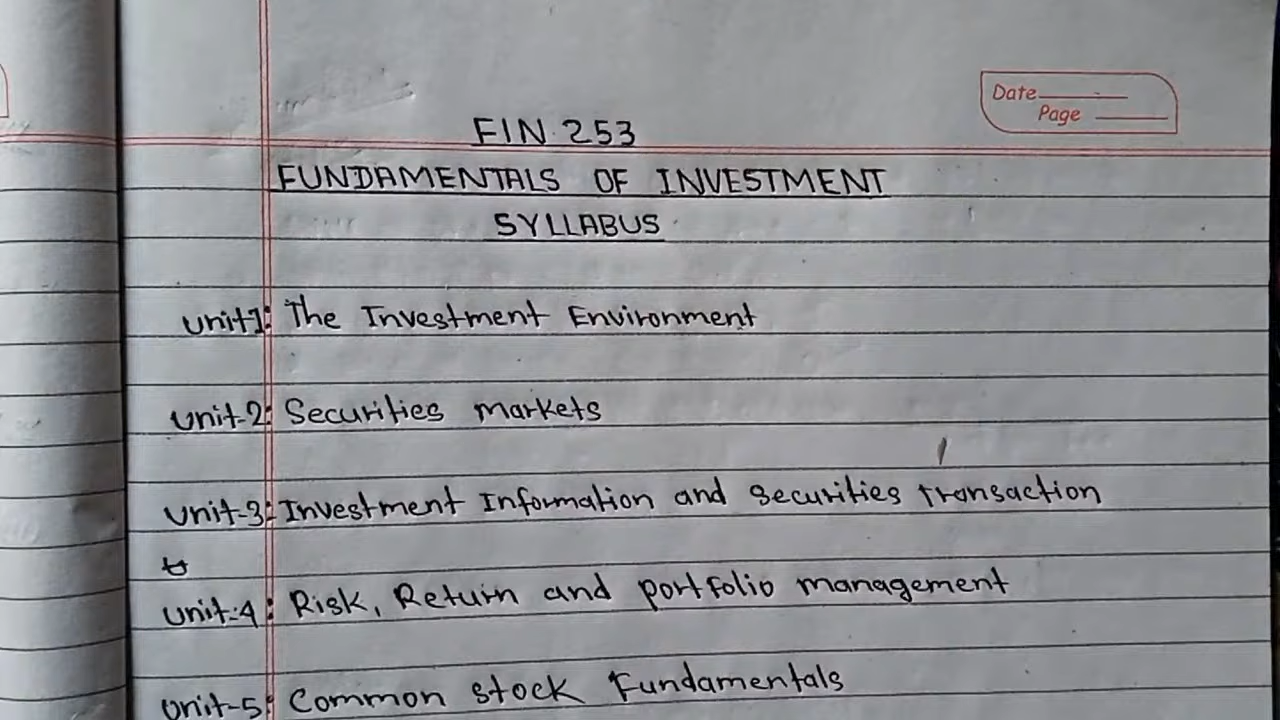 Date
Page
FIN 253
FUNDAMENTALS OF INVESTMENT
SYLLABUS
Unit1: The Investment Environment
Unit-2: Securities markets
Unit-3: Investment Information and Securities transaction
Unit-4: Risk, Return and portfolio management
Unit-5: Common stock Fundamentals